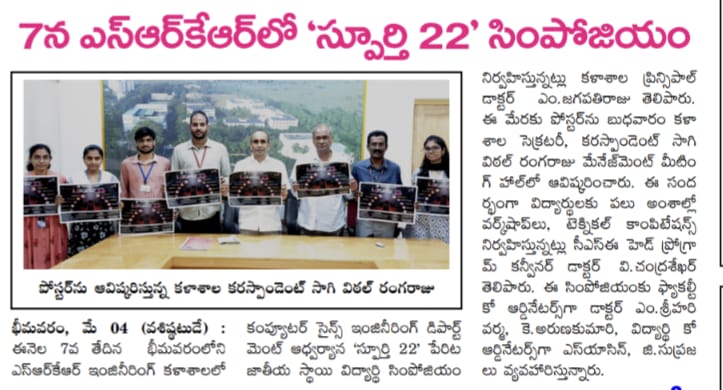 7న ఎస్ఆర్కేఆర్లో ‘స్ఫూర్తి 22’ సింపోజియం
పోస్టర్ను ఆవిష్కరిస్తున్న కళాశాల కరస్పాండెంట్ సాగి విఠల్ రంగరాజు
భీమవరం, మే 04 (వశిష్టటుడే) :
ఈనెల 7వ తేదిన భీమవరంలోని
ఎస్ఆర్కేఆర్ ఇంజినీరింగ్ కళాశాలలో
కంప్యూటర్ సైన్స్ ఇంజినీరింగ్ డిపార్ట్
మెంట్ ఆధ్వర్యాన ‘స్ఫూర్తి 22’ పేరిట
జాతీయ స్థాయి విద్యార్థి సింపోజియం
నిర్వహిస్తున్నట్లు కళాశాల ప్రిన్సిపాల్
డాక్టర్ ఎం.జగపతిరాజు తెలిపారు.
ఈ మేరకు పోస్టర్ను బుధవారం కళా
శాల సెక్రటరీ, కరస్పాండెంట్ సాగి
విఠల్ రంగరాజు మేనేజ్మెంట్ మీటిం
గ్ హాల్లో ఆవిష్కరించారు. ఈ సంద
ర్భంగా విద్యార్థులకు పలు అంశాల్లో
వర్క్షాప్లు, టెక్నికల్ కాంపిటేషన్స్
నిర్వహిస్తున్నట్లు సీఎస్ఈ హెడ్ ప్రోగ్రా
మ్ కన్వీనర్ డాక్టర్ వి.చంద్రశేఖర్
తెలిపారు. ఈ సింపోజియంకు ఫ్యాకల్టీ
కో ఆర్డినేటర్స్గా డాక్టర్ ఎం.శ్రీహరి
వర్మ, కె.అరుణకుమారి, విద్యార్థి కో
ఆర్డినేటర్స్గా ఎస్యాసిన్, జి.సుప్రజ
లు వ్యవహరిస్తున్నారు.